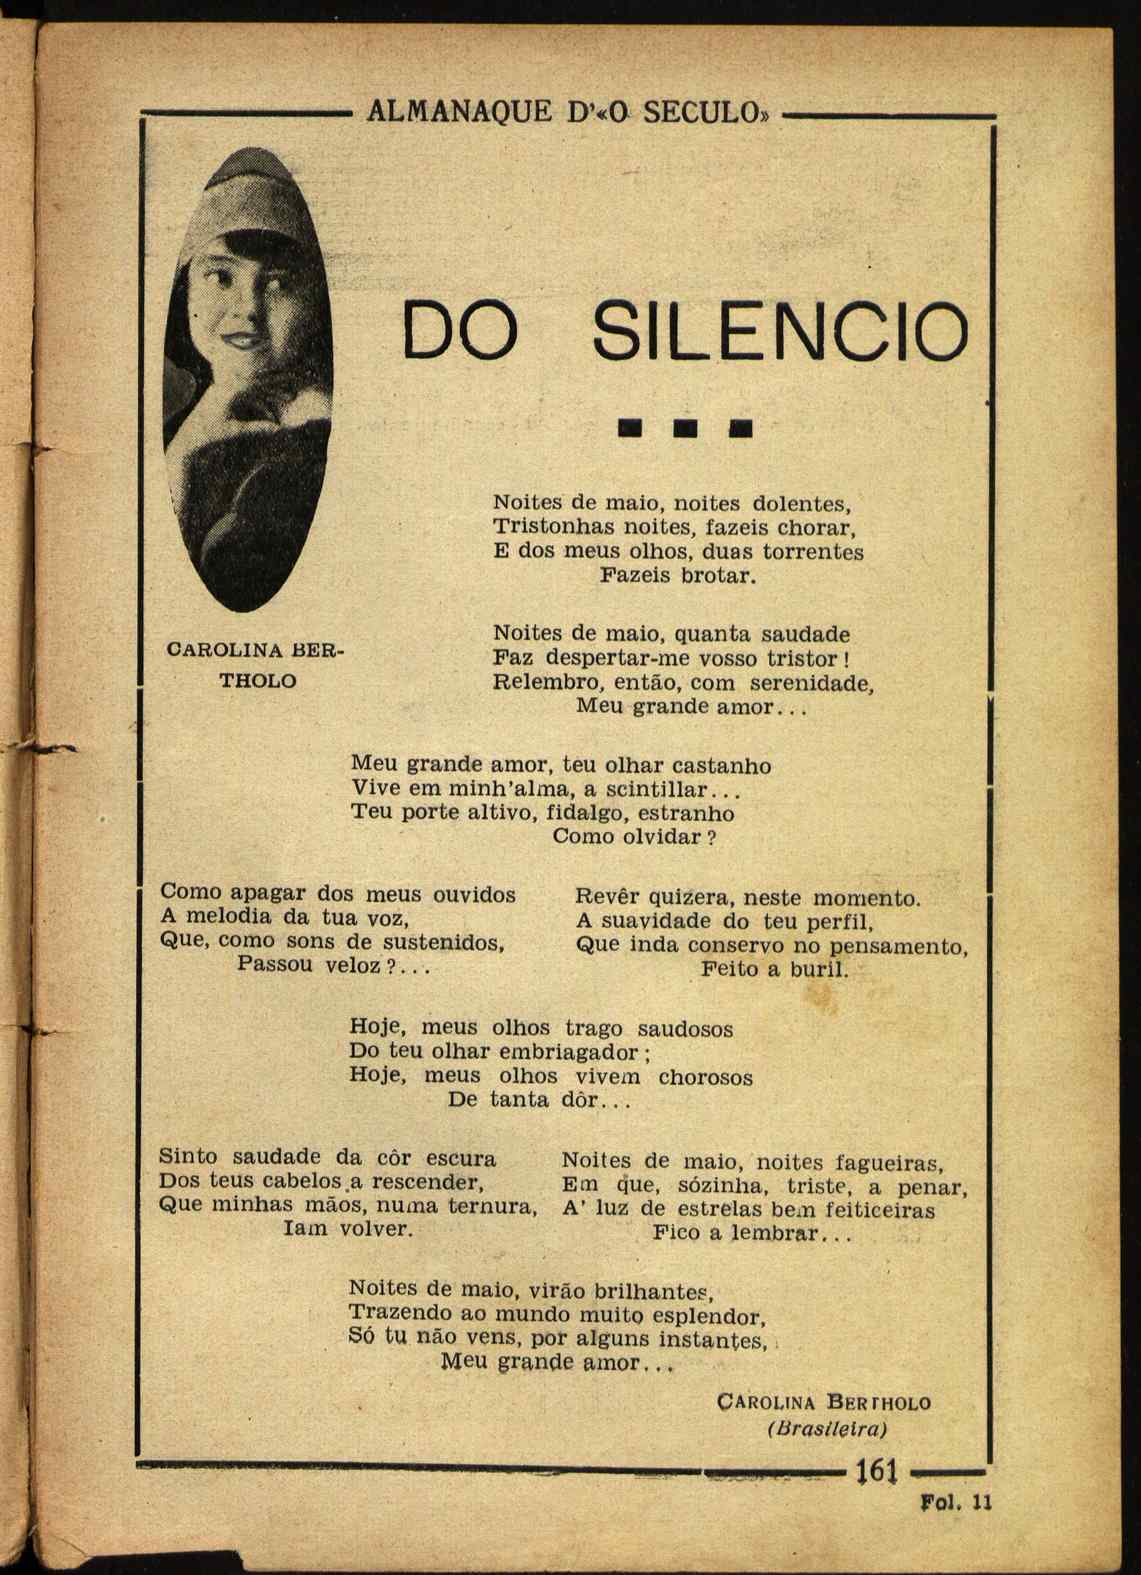 ALMANAQUE D'«O SECULO»
DO SILENCIO
CAROLINA BER-
THOLO
Noites de maio, noites dolentes,
Tristonhas noites, fazeis chorar,
E dos meus olhos, duas torrentes
Fazeis brotar.
Noites de maio, quanta saudade
Faz despertar-me vosso tristor!
Relembro, então, com serenidade,
Meu grande amor...
Meu grande amor, teu olhar castanho
Vive em minh'alma, a scintillar...
Teu porte altivo, fidalgo, estranho
Como olvidar?
Como apagar dos meus ouvidos
A melodia da tua voz,
Que, como sons de sustenidos,
Passou veloz?...
Revêr quizera, neste momento.
A suavidade do teu perfil,
Que inda conservo no pensamento,
Feito a buril.
Hoje, meus olhos trago saudosos
Do teu olhar embriagador;
Hoje, meus olhos vivem chorosos
De tanta dôr...
Sinto saudade da côr escura
Dos teus cabelos a rescender,
Que minhas mãos, numa ternura,
Iam volver.
Noites de maio, noites fagueiras,
Em que, sózinha, triste, a penar,
A' luz de estrelas bem feiticeiras
Fico a lembrar...
Noites de maio, virão brilhantes,
Trazendo ao mundo muito esplendor,
Só tu não vens, por alguns instantes,
Meu grande amor...
CAROLINA BERTHOLO
(Brasileira)
161
Fol. 11